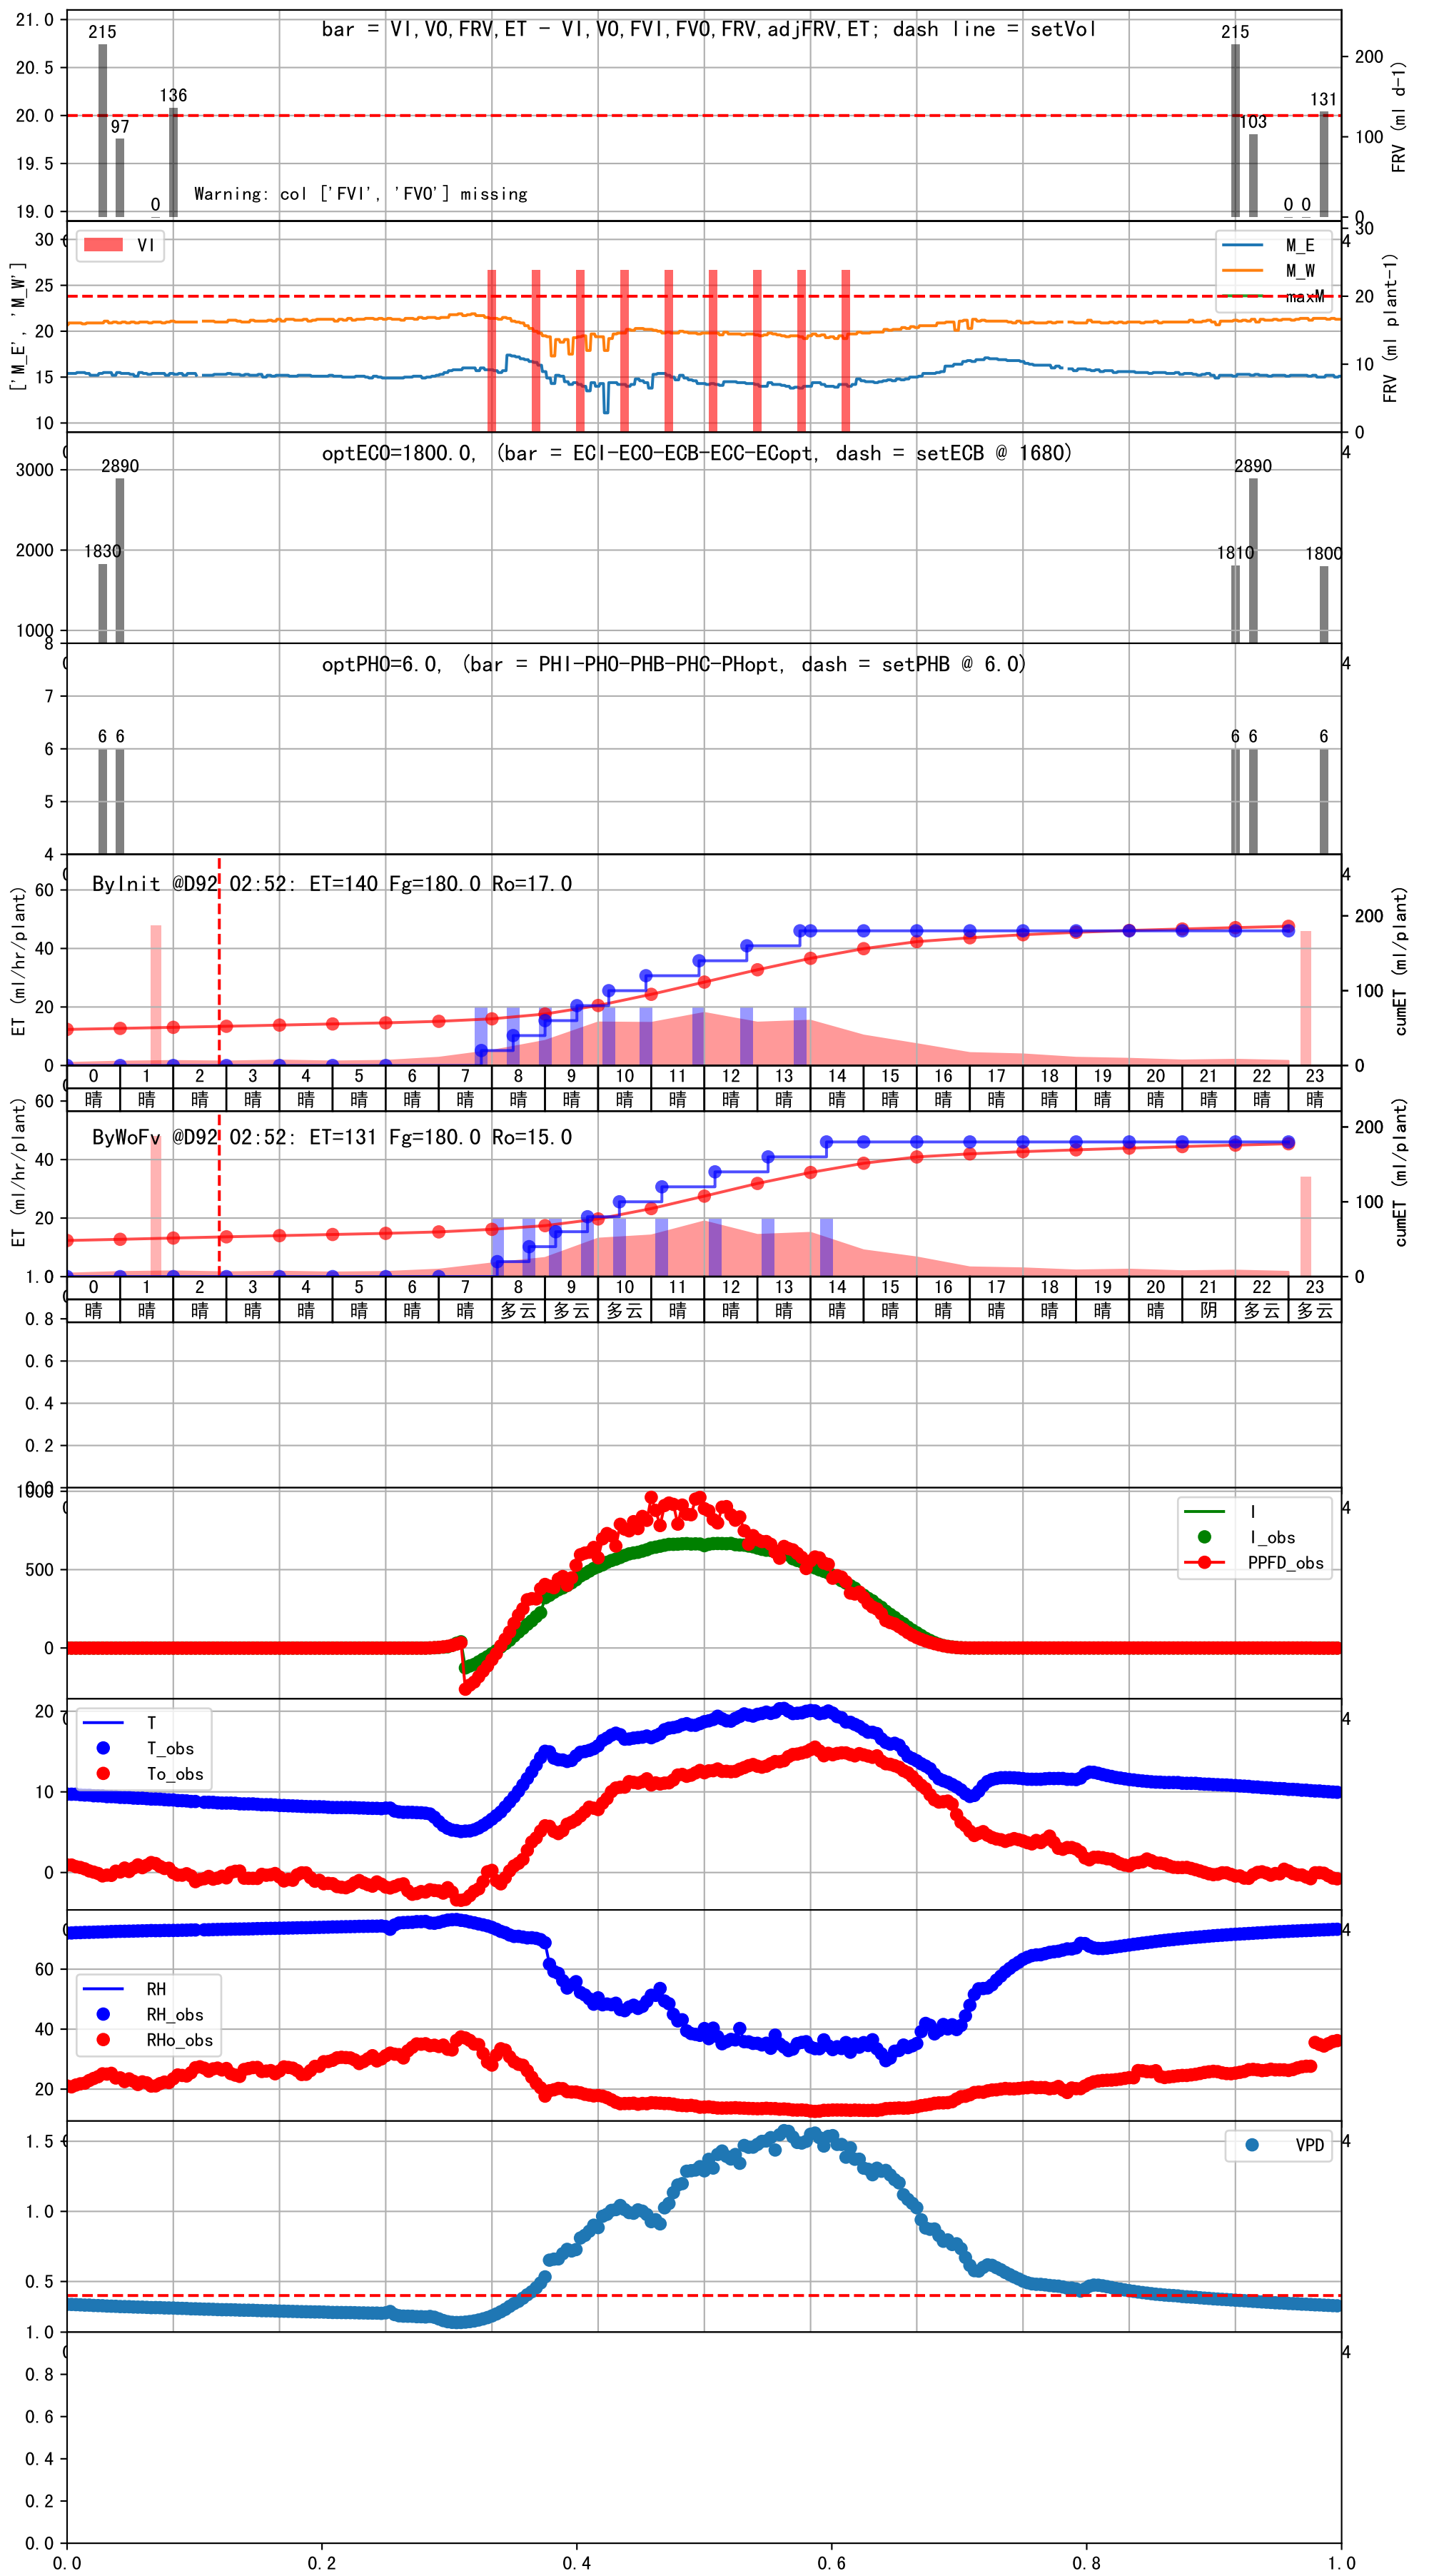 bar = VI,VO,FRV,ET - VI,VO,FVI,FVO,FRV,adjFRV,ET; dash line = setVol
21.0
20.5
20.0
19.5
19.0
215
97
0
136
Warning: col ['FVI', 'FVO'] missing
215
103
0
0
131
200
100
0
FRV (ml d-1)
['M_E', 'M_W']
30
25
20
15
10
VI
M_E
M_W
maxM
30
20
10
0
FRV (ml plant-1)
4
optECO=1800.0, (bar = ECI-ECO-ECB-ECC-ECopt, dash = setECB @ 1680)
3000
2000
1000
1830
2890
1810
2890
1800
4
optPHO=6.0, (bar = PHI-PHO-PHB-PHC-PHopt, dash = setPHB @ 6.0)
8
7
6
5
4
6 6
6 6
6
4
ByInit @D92 02:52: ET=140 Fg=180.0 Ro=17.0
ET (ml/hr/plant)
60
40
20
0
4
200
100
0
cumET (ml/plant)
0 1 2 3 4 5 6 7 8 9 10 11 12 13 14 15 16 17 18 19 20 21 22 23
晴 晴 晴 晴 晴 晴 晴 晴 晴 晴 晴 晴 晴 晴 晴 晴 晴 晴 晴 晴 晴 晴 晴 晴
ByWoFv @D92 02:52: ET=131 Fg=180.0 Ro=15.0
ET (ml/hr/plant)
60
40
20
200
100
0
cumET (ml/plant)
0 1 2 3 4 5 6 7 8 9 10 11 12 13 14 15 16 17 18 19 20 21 22 23
晴 晴 晴 晴 晴 晴 晴 晴 多云 多云 多云 晴 晴 晴 晴 晴 晴 晴 晴 晴 晴 阴 多云 多云
1.0
0.8
0.6
0.4
0.2
0.0
1000
500
0
I
I_obs
PPFD_obs
4
20
10
0
T
T_obs
To_obs
4
60
40
20
RH
RH_obs
RHo_obs
4
1.5
1.0
0.5
VPD
4
1.0
0.8
0.6
0.4
0.2
0.0
4
0.0 0.2 0.4 0.6 0.8 1.0